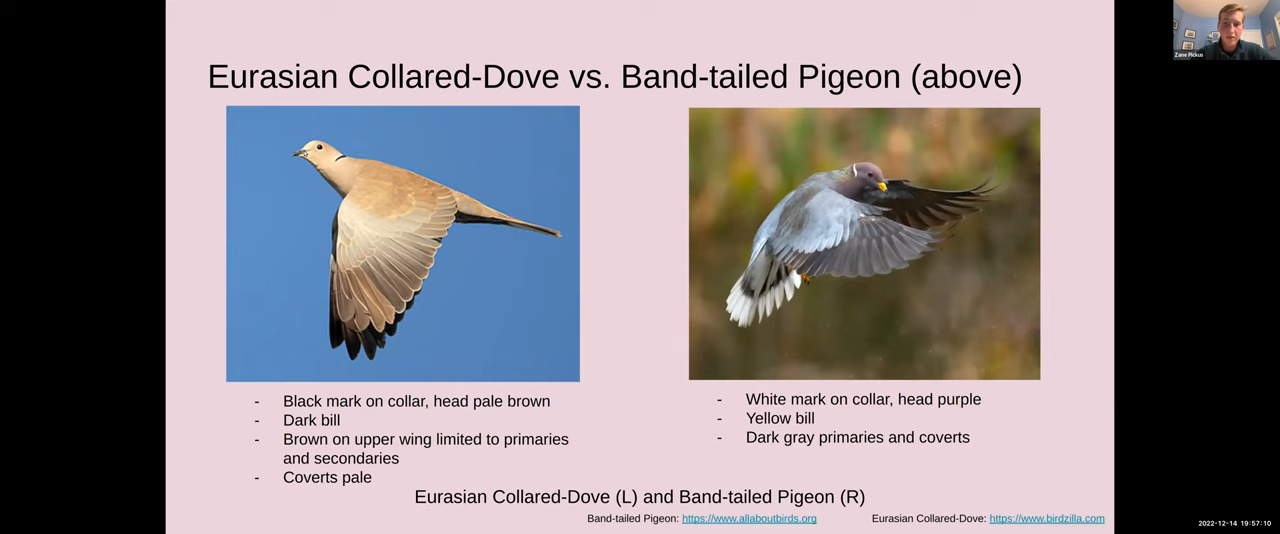 Zane Pickus
Eurasian Collared-Dove vs. Band-tailed Pigeon (above)
- Black mark on collar, head pale brown
- Dark bill
- Brown on upper wing limited to primaries
and secondaries
- Coverts pale
- White mark on collar, head purple
- Yellow bill
- Dark gray primaries and coverts
Eurasian Collared-Dove (L) and Band-tailed Pigeon (R)
Band-tailed Pigeon: https://www.allaboutbirds.org
Eurasian Collared-Dove: https://www.birdzilla.com
2022-12-14 19:57:10